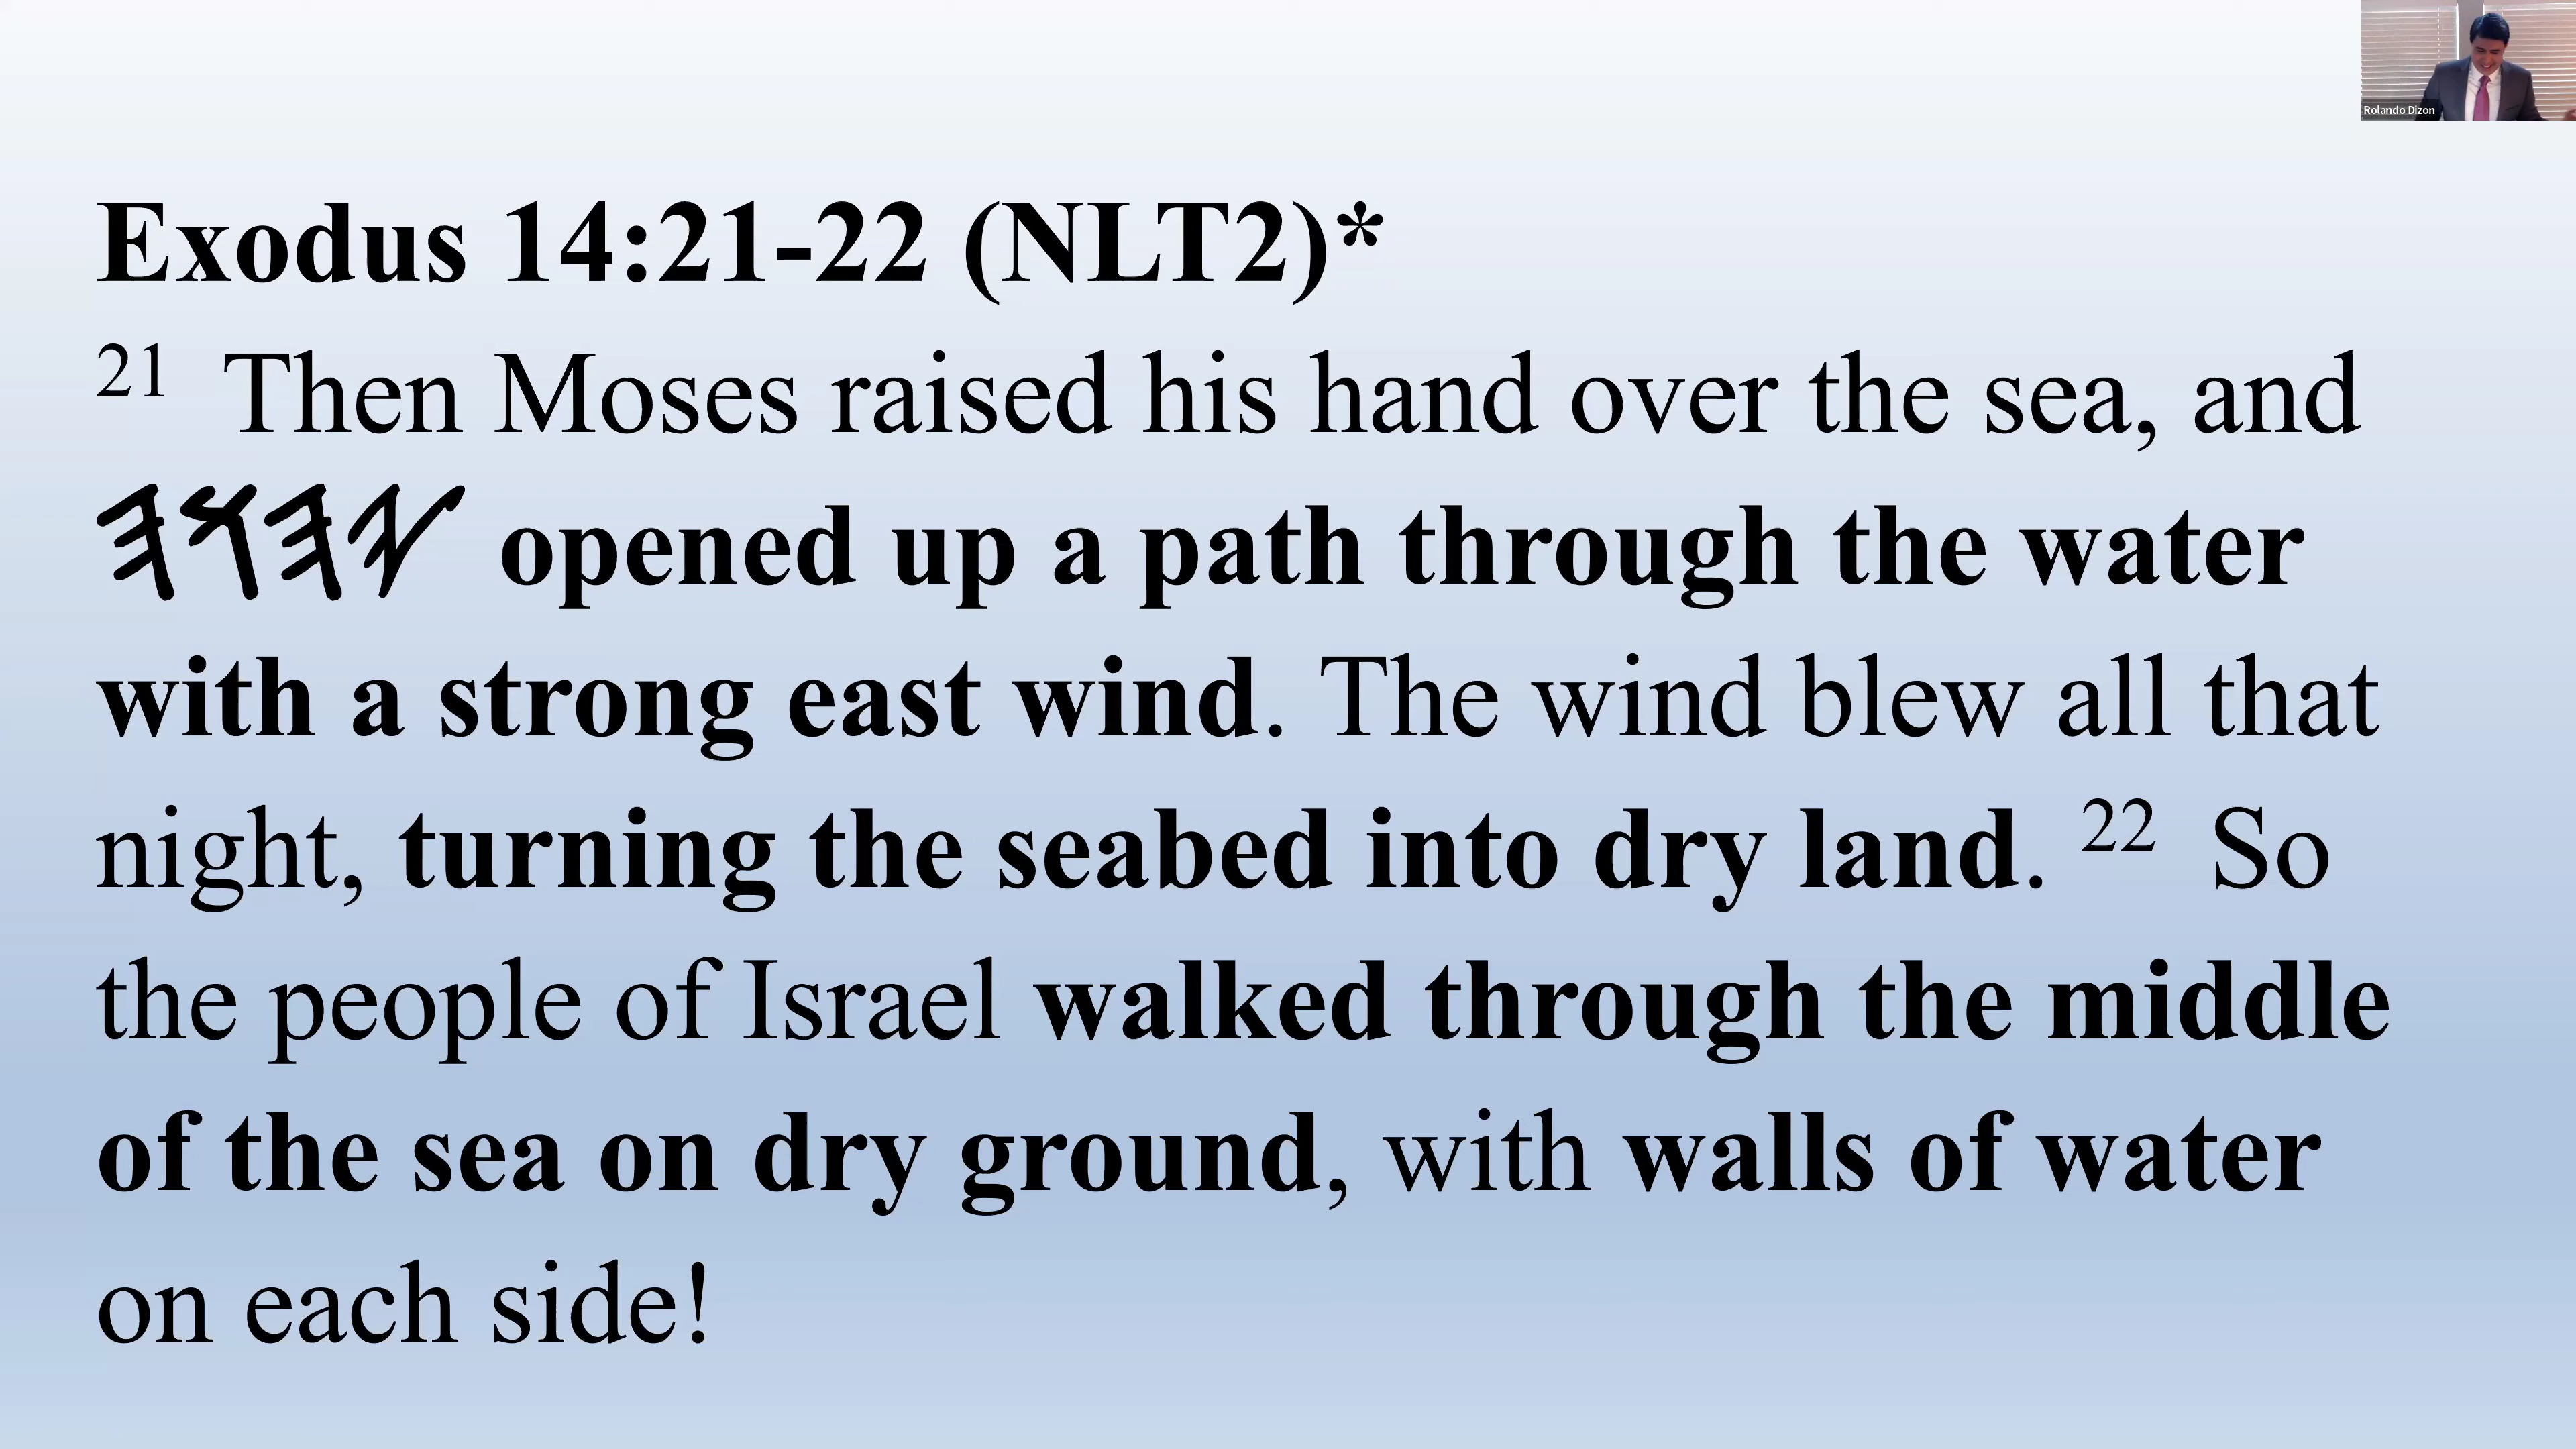 Rolando Dizon
Exodus 14:21-22 (NLT2)*
21 Then Moses raised his hand over the sea, and
𐤉𐤄𐤅𐤄 opened up a path through the water
with a strong east wind. The wind blew all that
night, turning the seabed into dry land. 22 So
the people of Israel walked through the middle
of the sea on dry ground, with walls of water
on each side!